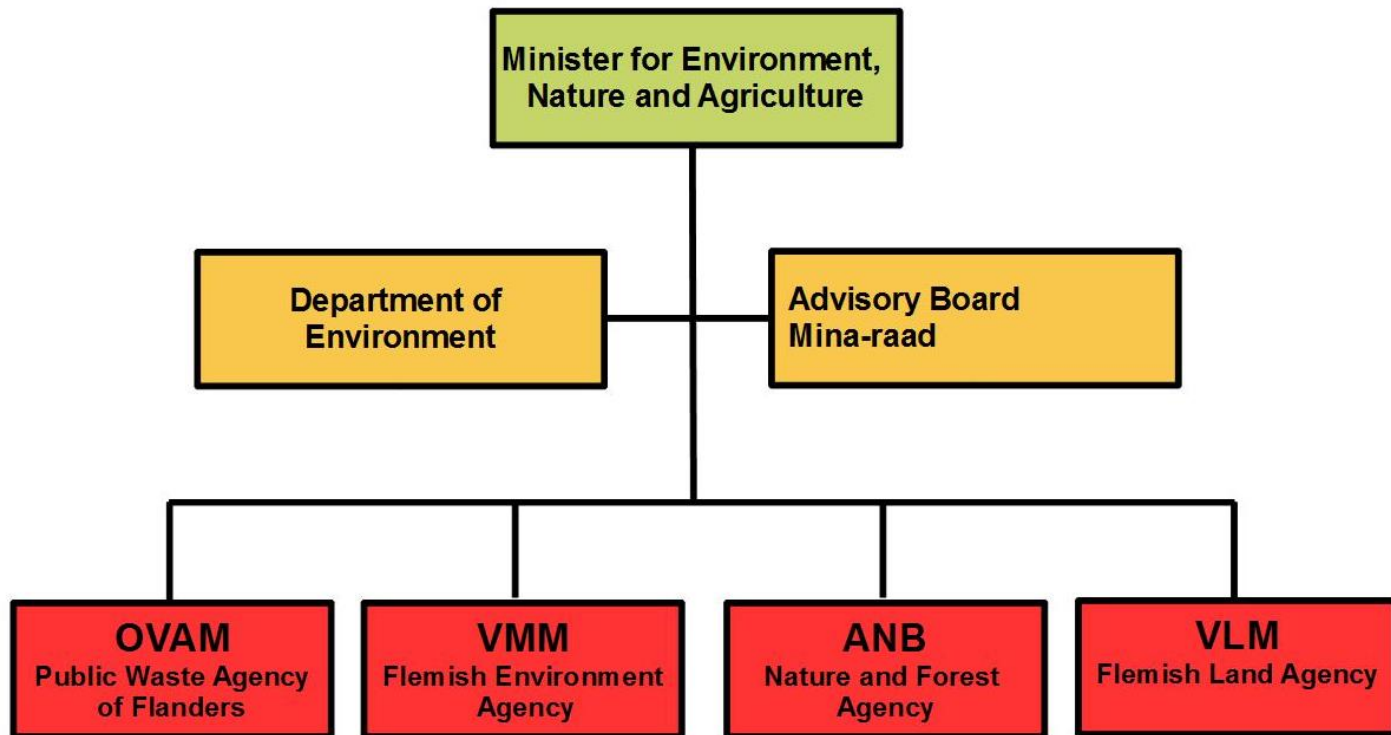 Minister for Environment,
Nature and Agriculture
Department of
Environment
Advisory Board
Mina-raad
OVAM
Public Waste Agency
of Flanders
VMM
Flemish Environment
Agency
ANB
Nature and Forest
Agency
VLM
Flemish Land Agency